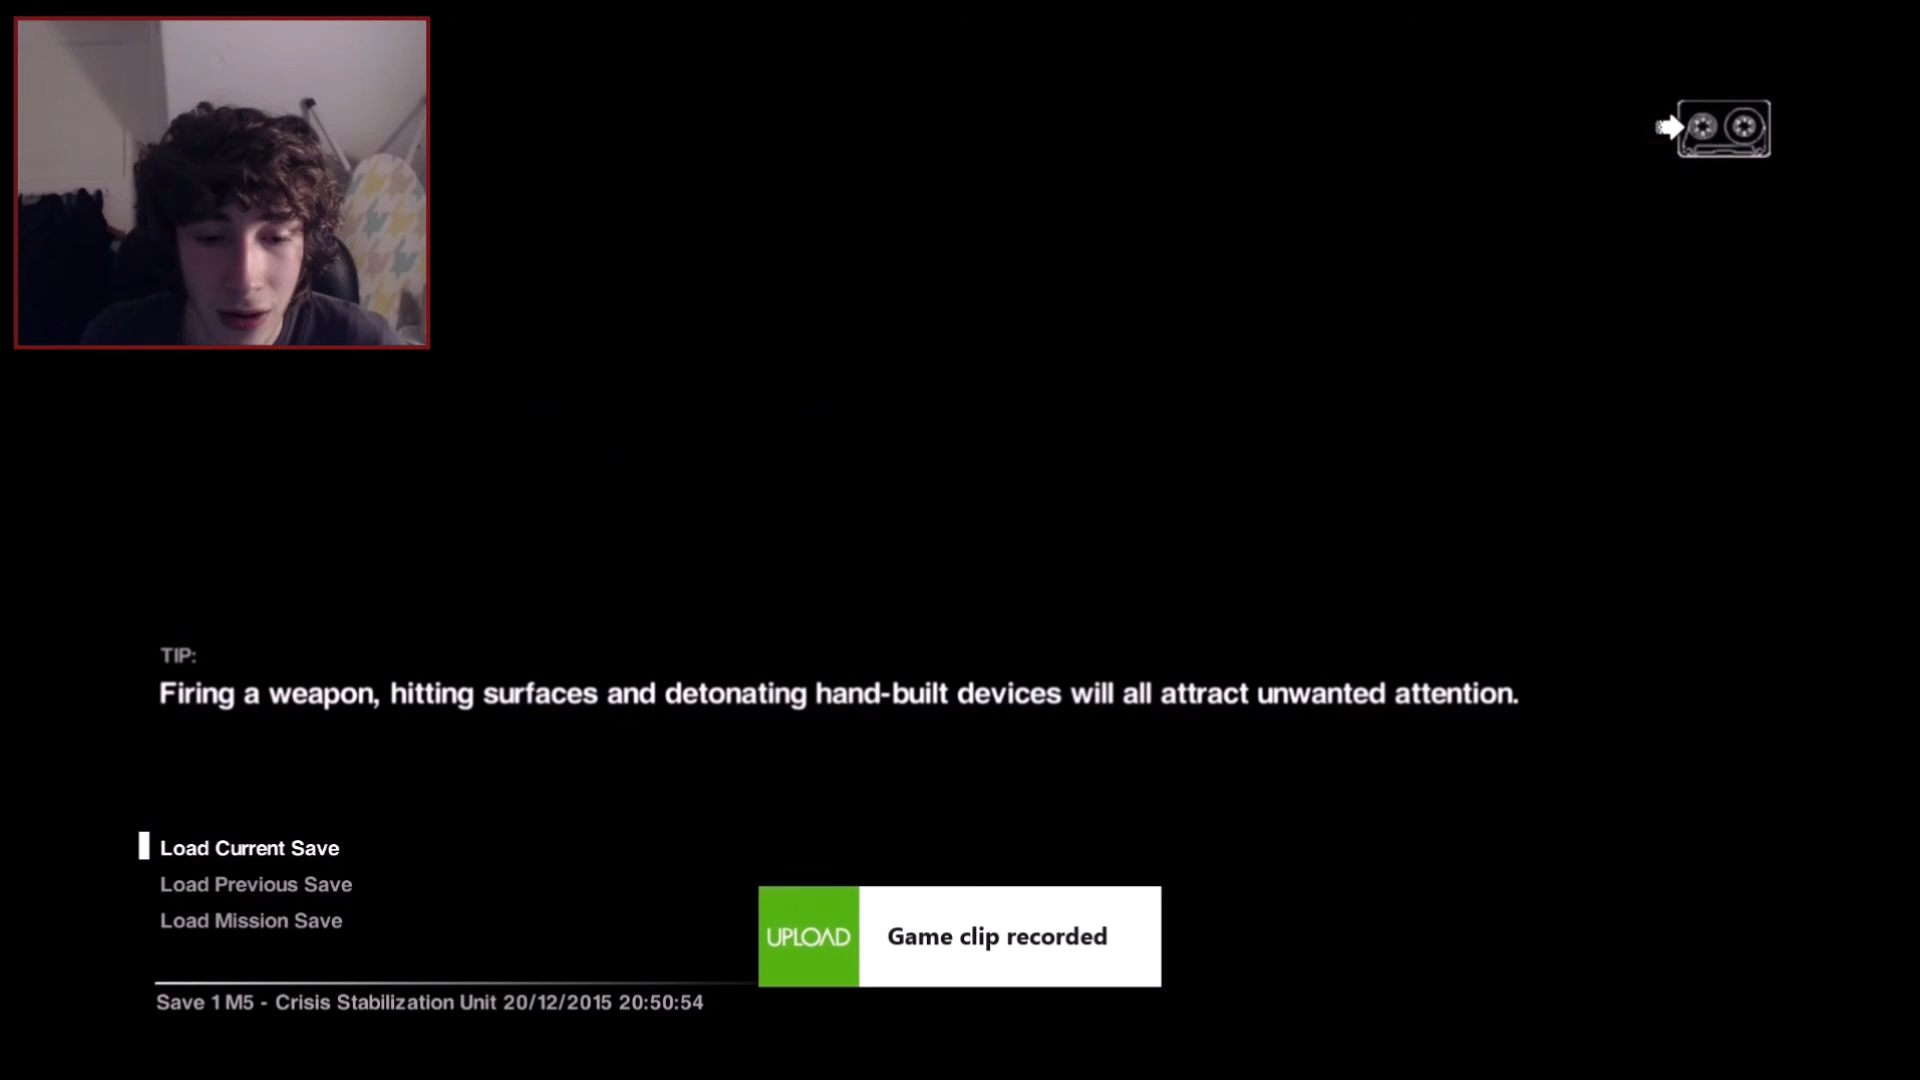 TIP:
Firing a weapon, hitting surfaces and detonating hand-built devices will all attract unwanted attention.
Load Current Save
Load Previous Save
Load Mission Save
UPLOAD
Game clip recorded
Save 1 M5 - Crisis Stabilization Unit 20/12/2015 20:50:54